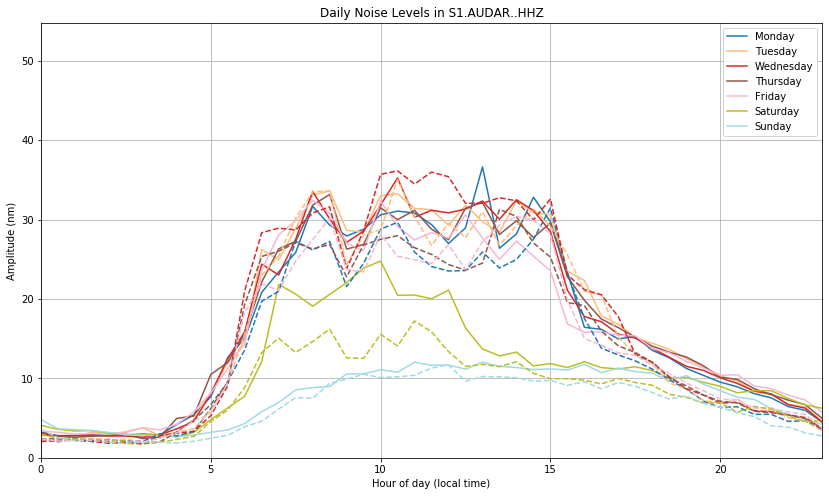 Daily Noise Levels in S1.AUDAR..HHZ
Monday
Tuesday
Wednesday
Thursday
Friday
Saturday
Sunday
Amplitude (nm)
50
40
30
20
10
0
0 5 10 15 20
Hour of day (local time)